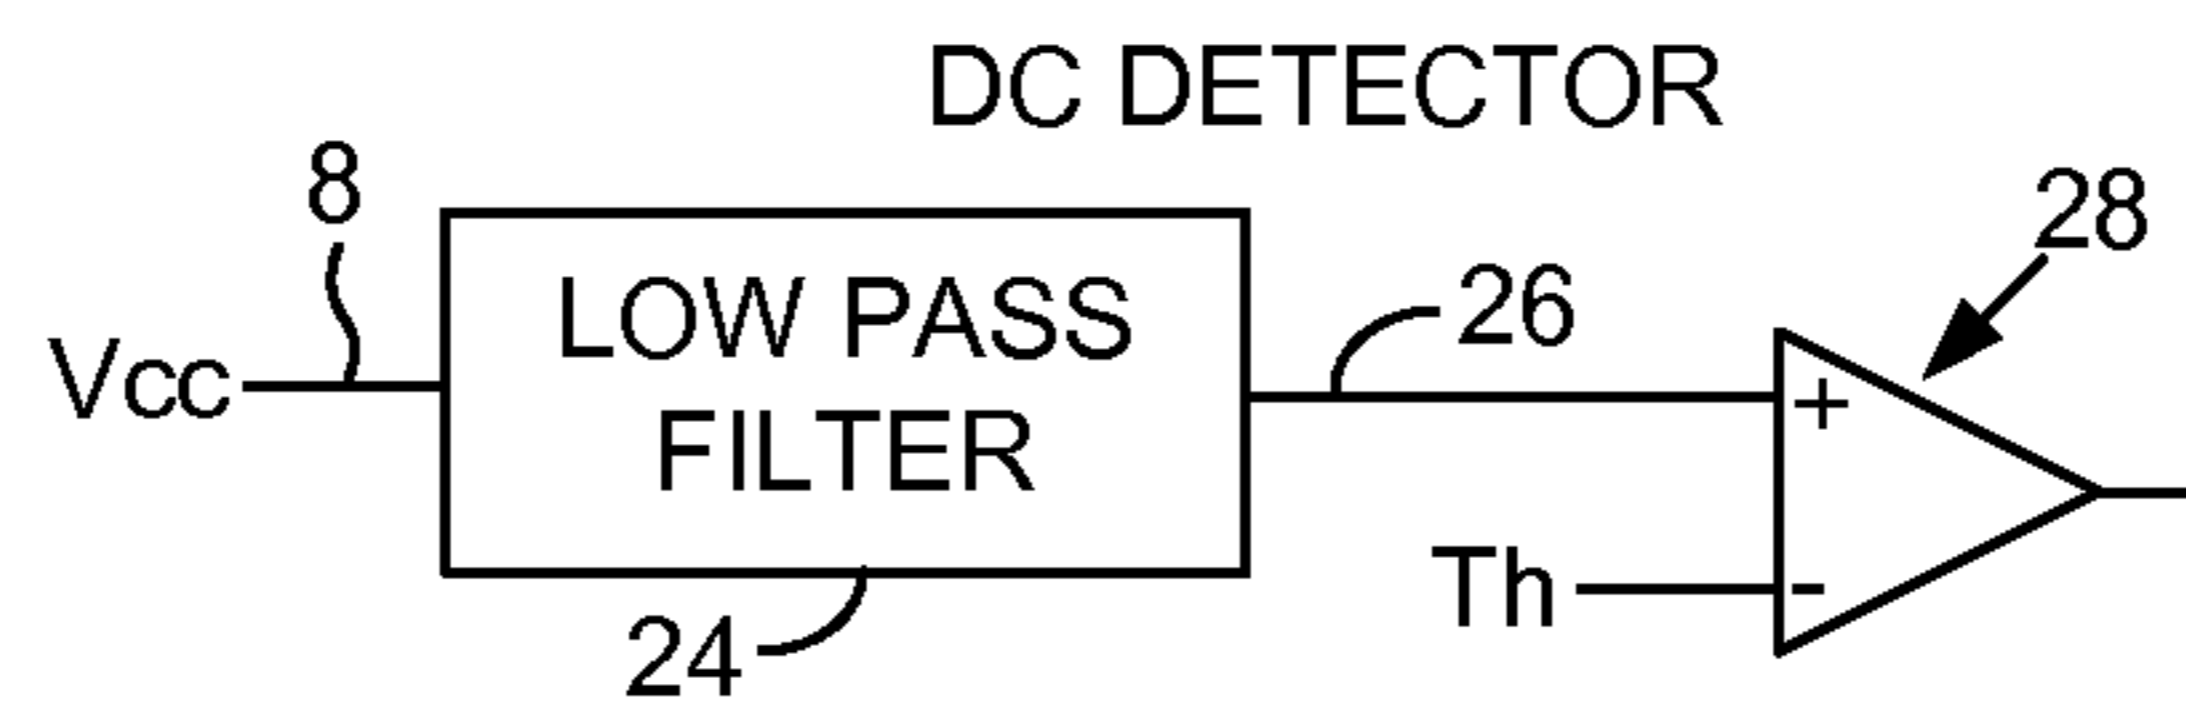 DC DETECTOR
8
28
LOW PASS
26
Vcc
+
FILTER
Th
-
24